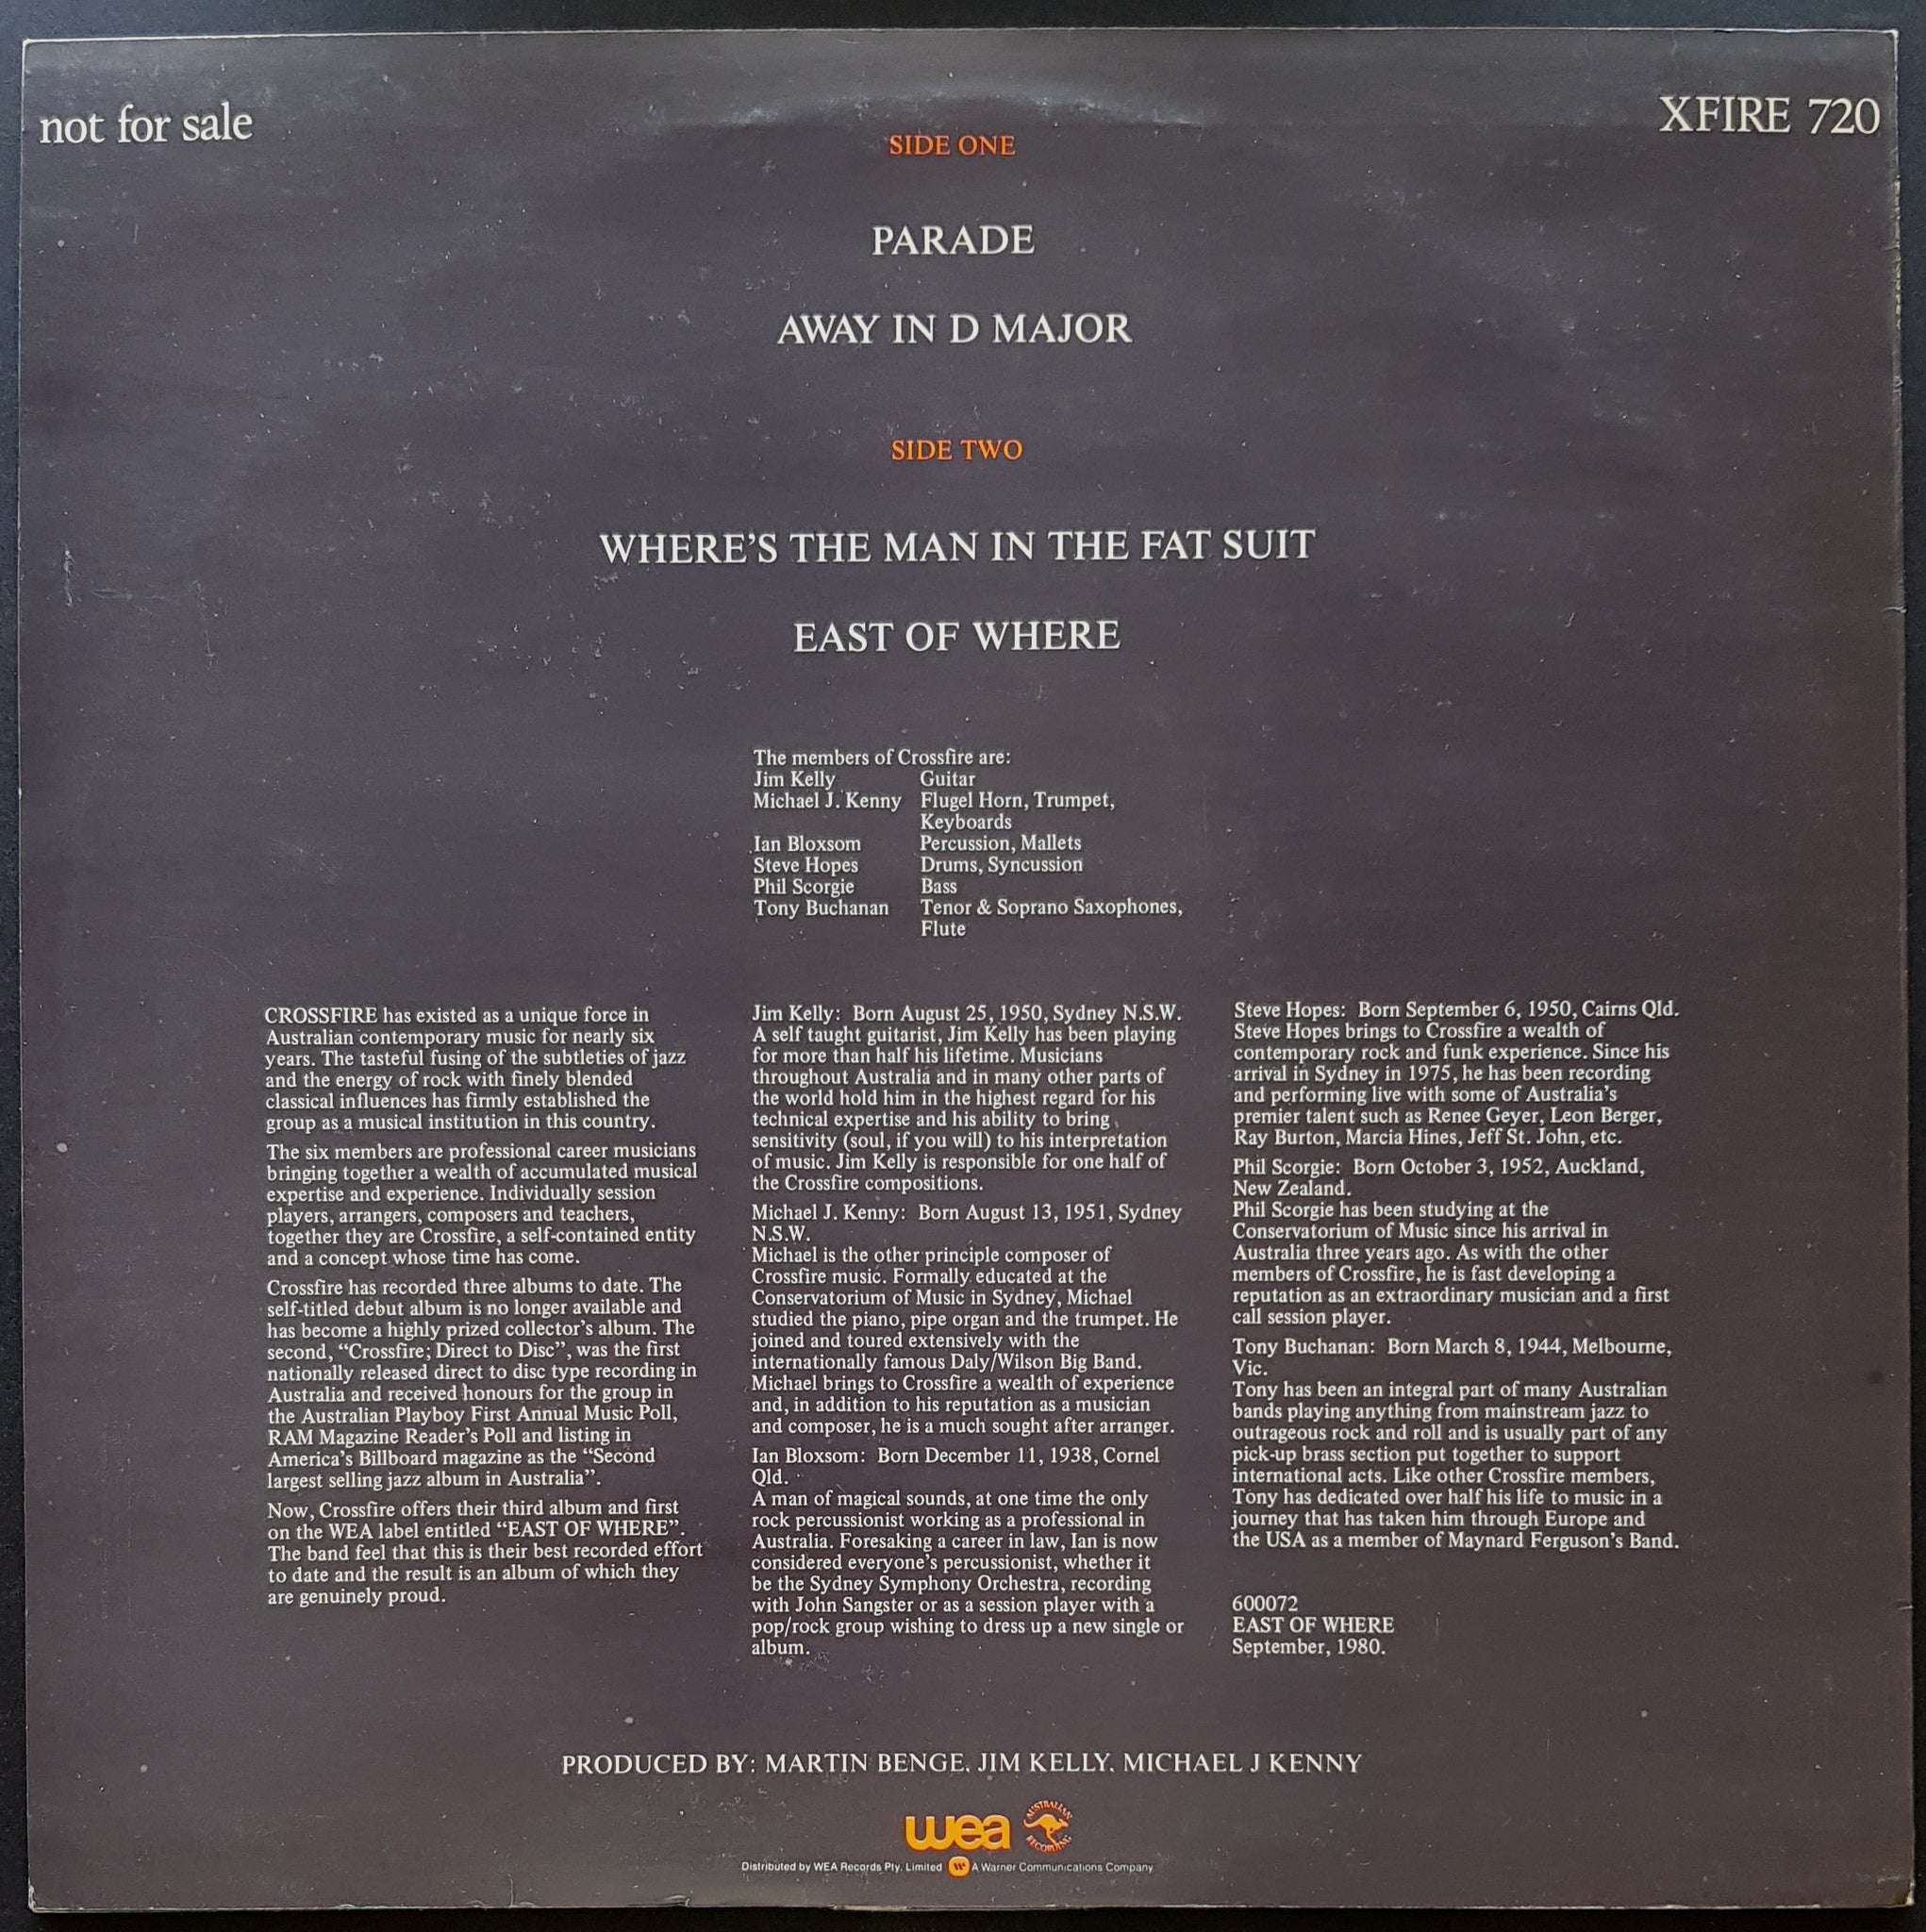 not for sale
XFIRE 720
SIDE ONE
PARADE
AWAY IN D MAJOR
SIDE TWO
WHERE'S THE MAN IN THE FAT SUIT
EAST OF WHERE
The members of Crossfire are:
Jim Kelly Guitar
Michael J. Kenny Flugel Horn, Trumpet,
Keyboards
Ian Bloxsom Percussion, Mallets
Steve Hopes Drums, Syncussion
Phil Scorgie Bass
Tony Buchanan Tenor & Soprano Saxophones,
Flute
CROSSFIRE has existed as a unique force in
Australian contemporary music for nearly six
years. The tasteful fusing of the subtleties of jazz
and the energy of rock with finely blended
classical influences has firmly established the
group as a musical institution in this country.
The six members are professional career musicians
bringing together a wealth of accumulated musical
expertise and experience. Individually session
players, arrangers, composers and teachers,
together they are Crossfire, a self-contained entity
and a concept whose time has come.
Crossfire has recorded three albums to date. The
self-titled debut album is no longer available and
has become a highly prized collector's album. The
second, "Crossfire; Direct to Disc", was the first
nationally released direct to disc type recording in
Australia and received honours for the group in
the Australian Playboy First Annual Music Poll,
RAM Magazine Reader's Poll and listing in
America's Billboard magazine as the "Second
largest selling jazz album in Australia".
Now, Crossfire offers their third album and first
on the WEA label entitled "EAST OF WHERE".
The band feel that this is their best recorded effort
to date and the result is an album of which they
are genuinely proud.
Jim Kelly: Born August 25, 1950, Sydney N.S.W.
A self taught guitarist, Jim Kelly has been playing
for more than half his lifetime. Musicians
throughout Australia and in many other parts of
the world hold him in the highest regard for his
technical expertise and his ability to bring
sensitivity (soul, if you will) to his interpretation
of music. Jim Kelly is responsible for one half of
the Crossfire compositions.
Michael J. Kenny: Born August 13, 1951, Sydney
N.S.W.
Michael is the other principle composer of
Crossfire music. Formally educated at the
Conservatorium of Music in Sydney, Michael
studied the piano, pipe organ and the trumpet. He
joined and toured extensively with the
internationally famous Daly/Wilson Big Band.
Michael brings to Crossfire a wealth of experience
and, in addition to his reputation as a musician
and composer, he is a much sought after arranger.
Ian Bloxsom: Born December 11, 1938, Cornel
Qld.
A man of magical sounds, at one time the only
rock percussionist working as a professional in
Australia. Foresaking a career in law, Ian is now
considered everyone's percussionist, whether it
be the Sydney Symphony Orchestra, recording
with John Sangster or as a session player with a
pop/rock group wishing to dress up a new single or
album.
Steve Hopes: Born September 6, 1950, Cairns Qld.
Steve Hopes brings to Crossfire a wealth of
contemporary rock and funk experience. Since his
arrival in Sydney in 1975, he has been recording
and performing live with some of Australia's
premier talent such as Renee Geyer, Leon Berger,
Ray Burton, Marcia Hines, Jeff St. John, etc.
Phil Scorgie: Born October 3, 1952, Auckland,
New Zealand.
Phil Scorgie has been studying at the
Conservatorium of Music since his arrival in
Australia three years ago. As with the other
members of Crossfire, he is fast developing a
reputation as an extraordinary musician and a first
call session player.
Tony Buchanan: Born March 8, 1944, Melbourne,
Vic.
Tony has been an integral part of many Australian
bands playing anything from mainstream jazz to
outrageous rock and roll and is usually part of any
pick-up brass section put together to support
international acts. Like other Crossfire members,
Tony has dedicated over half his life to music in a
journey that has taken him through Europe and
the USA as a member of Maynard Ferguson's Band.
600072
EAST OF WHERE
September, 1980.
PRODUCED BY: MARTIN BENGE. JIM KELLY. MICHAEL J KENNY
wea
AUSTRALIAN
RECORDING
Distributed by WEA Records Pty. Limited W A Warner Communications Company